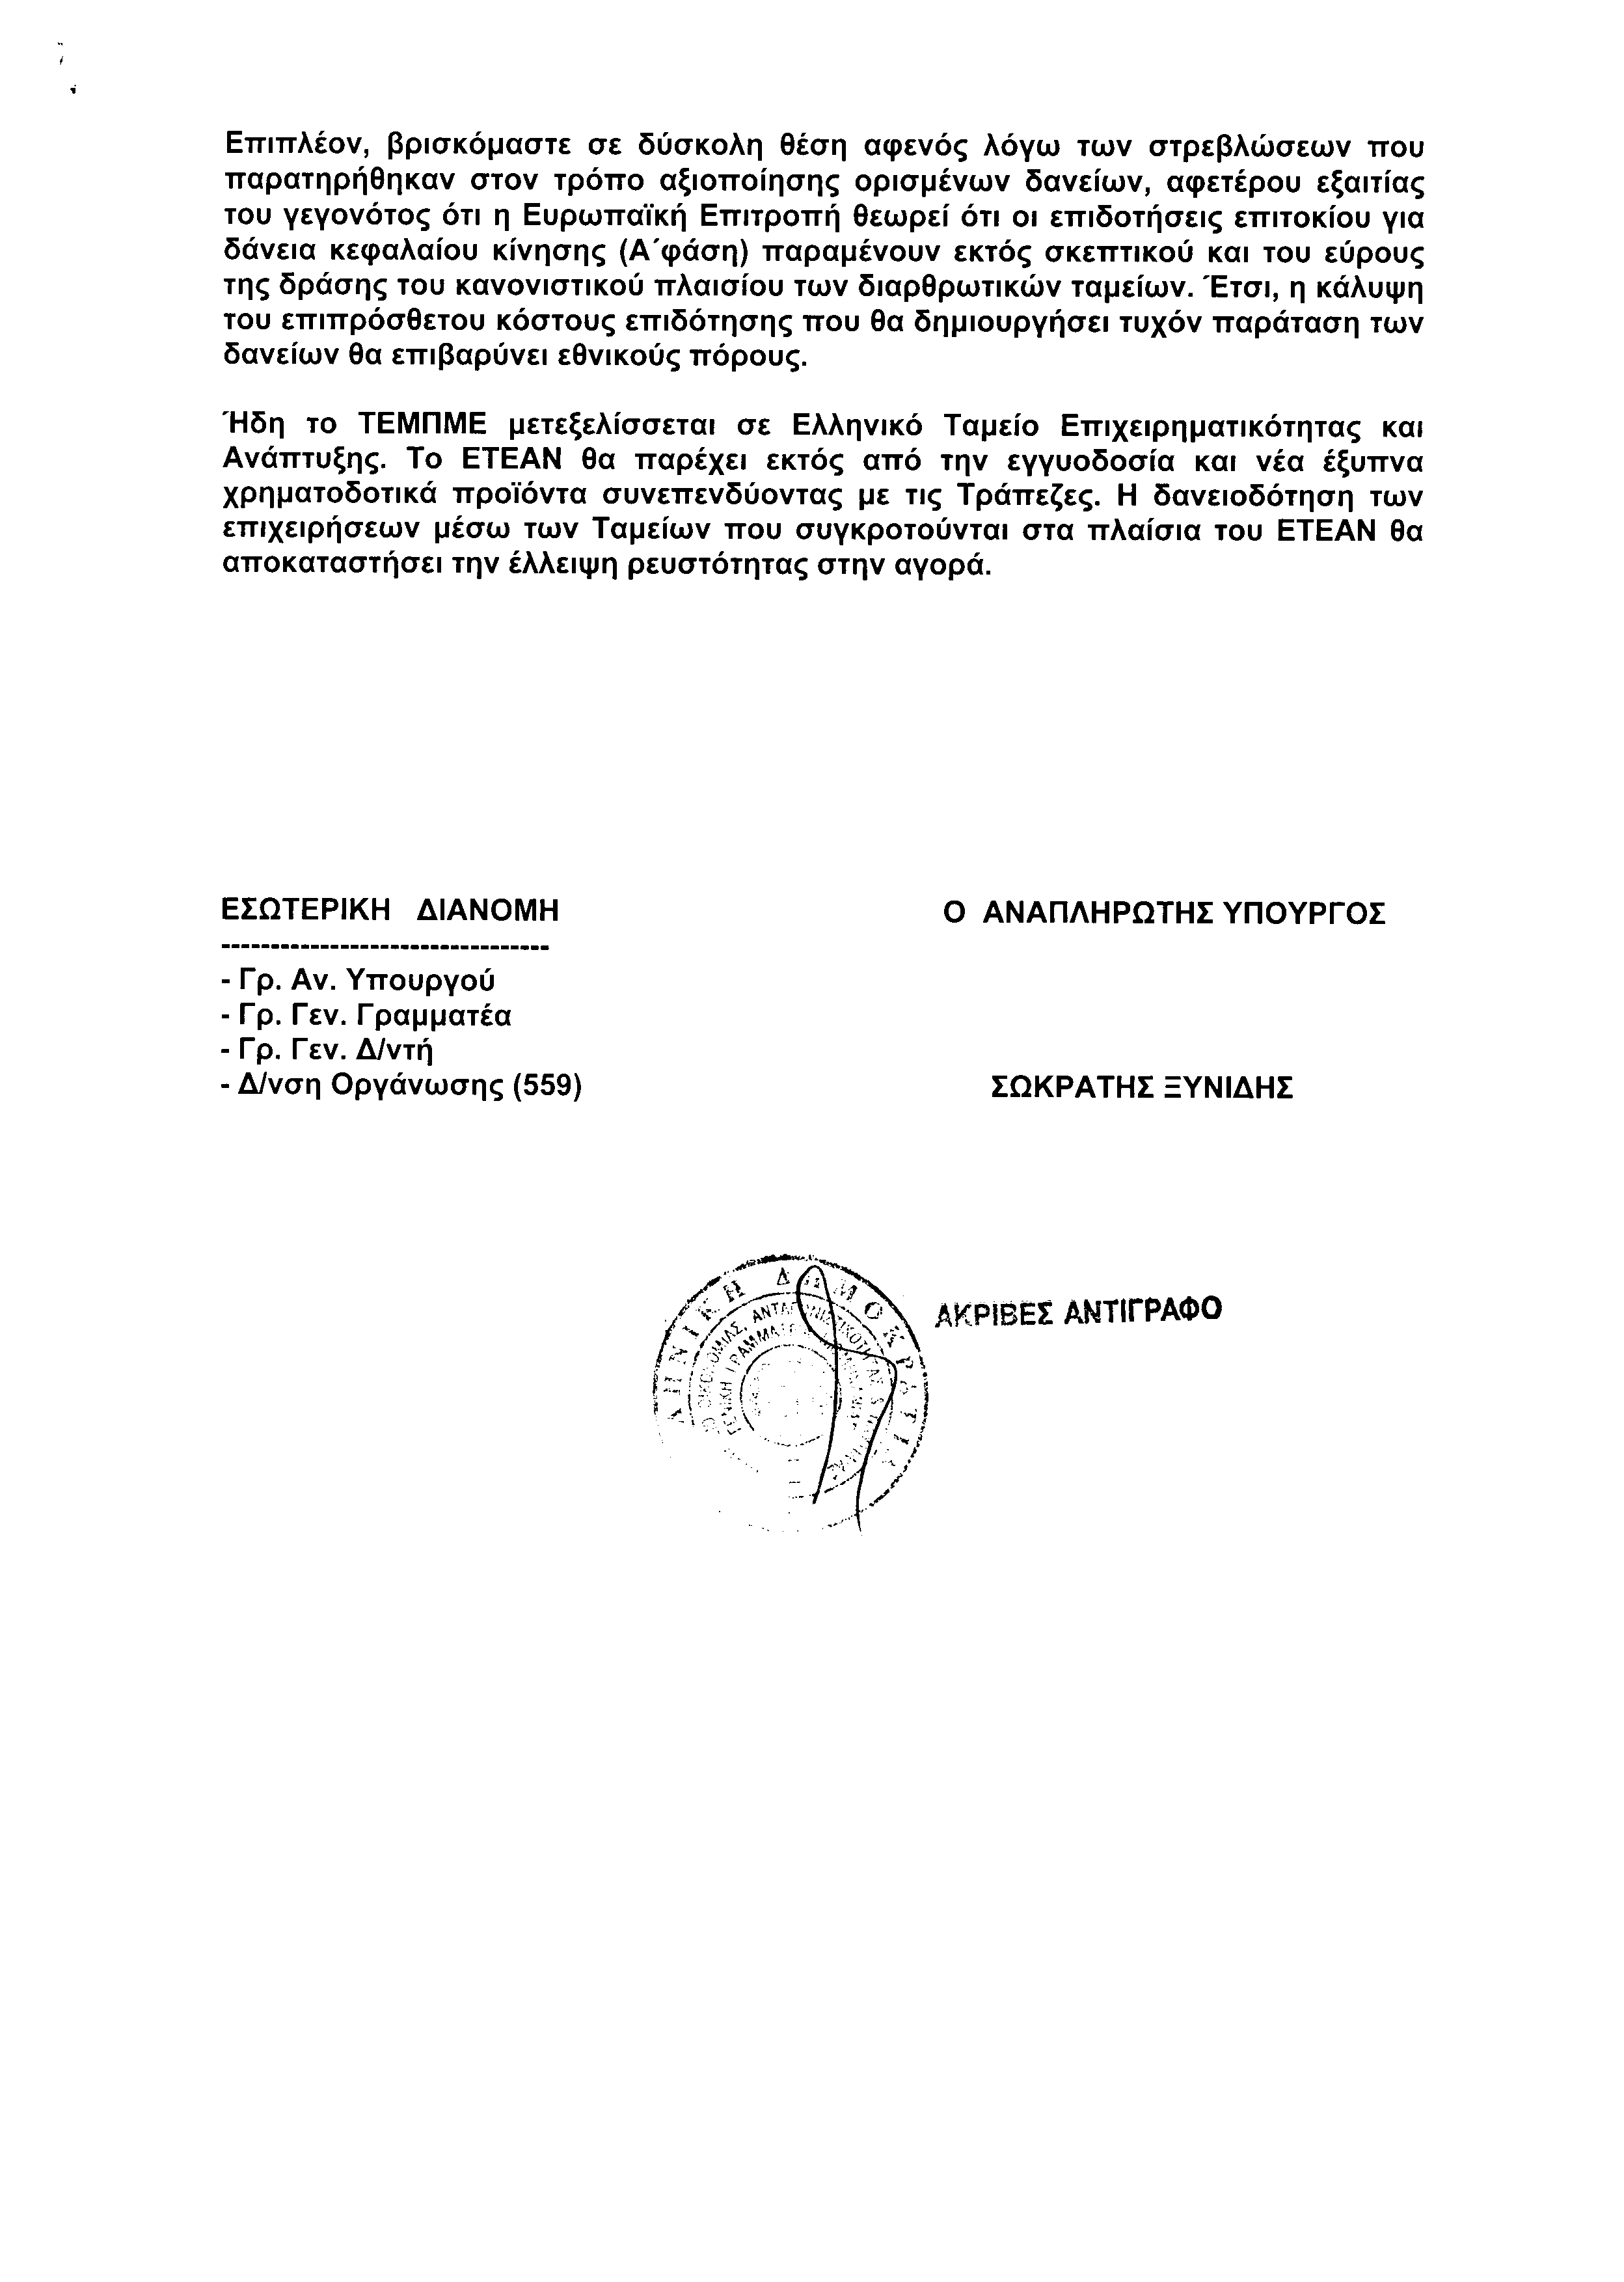 Επιπλέον, βρισκόμαστε σε δύσκολη θέση αφενός λόγω των στρεβλώσεων που
παρατηρήθηκαν στον τρόπο αξιοποίησης ορισμένων δανείων, αφετέρου εξαιτίας
του γεγονότος ότι η Ευρωπαϊκή Επιτροπή θεωρεί ότι οι επιδοτήσεις επιτοκίου για
δάνεια κεφαλαίου κίνησης (Α΄φάση) παραμένουν εκτός σκεπτικού και του εύρους
της δράσης του κανονιστικού πλαισίου των διαρθρωτικών ταμείων. Έτσι, η κάλυψη
του επιπρόσθετου κόστους επιδότησης που θα δημιουργήσει τυχόν παράταση των
δανείων θα επιβαρύνει εθνικούς πόρους.
Ήδη το ΤΕΜΠΜΕ μετεξελίσσεται σε Ελληνικό Ταμείο Επιχειρηματικότητας και
Ανάπτυξης. Το ΕΤΕΑΝ θα παρέχει εκτός από την εγγυοδοσία και νέα έξυπνα
χρηματοδοτικά προϊόντα συνεπενδύοντας με τις Τράπεζες. Η δανειοδότηση των
επιχειρήσεων μέσω των Ταμείων που συγκροτούνται στα πλαίσια του ΕΤΕΑΝ θα
αποκαταστήσει την έλλειψη ρευστότητας στην αγορά.
ΕΣΩΤΕΡΙΚΗ ΔΙΑΝΟΜΗ
Ο ΑΝΑΠΛΗΡΩΤΗΣ ΥΠΟΥΡΓΟΣ
---------------------------------
- Γρ. Αν. Υπουργού
- Γρ. Γεν. Γραμματέα
- Γρ. Γεν. Δ/ντή
- Δ/νση Οργάνωσης (559)
ΣΩΚΡΑΤΗΣ ΞΥΝΙΔΗΣ
ΑΚΡΙΒΕΣ ΑΝΤΙΓΡΑΦΟ